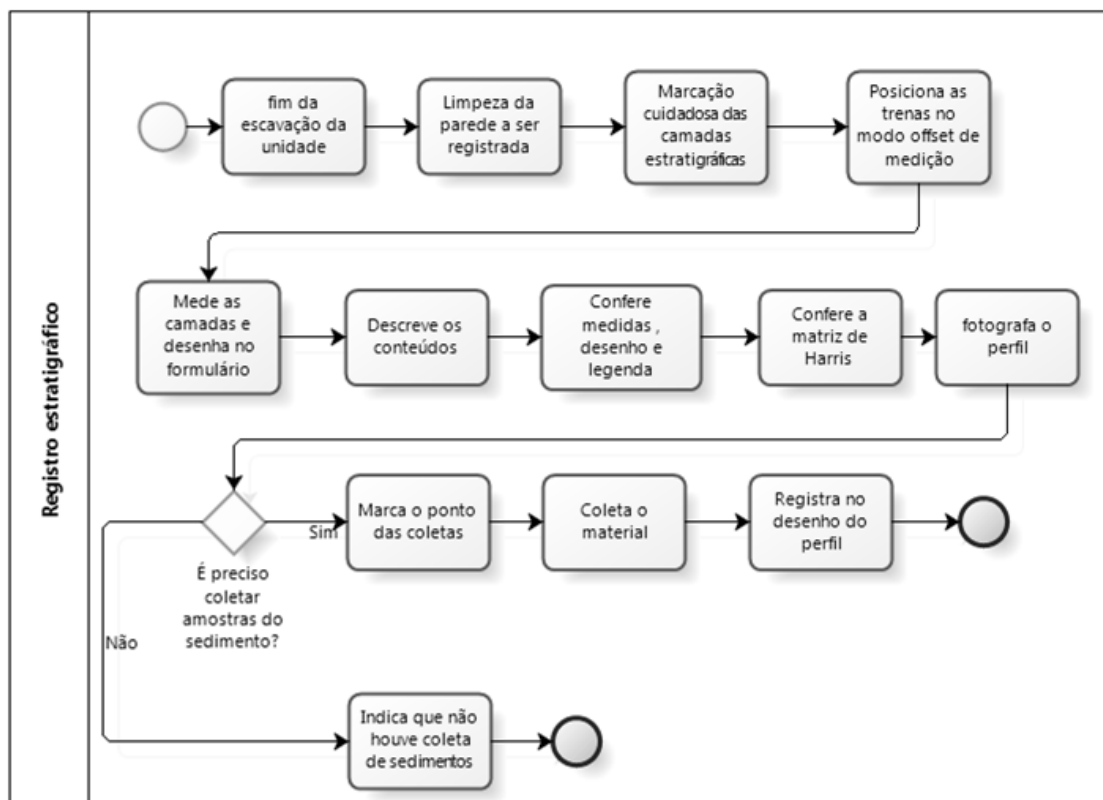 Registro estratigráfico
fim da
escavação da
unidade
Limpeza da
parede a ser
registrada
Marcação
cuidadosa das
camadas
estratigráficas
Posiciona as
trenas no
modo offset de
medição
Mede as
camadas e
desenha no
formulário
Descreve os
conteúdos
Confere
medidas ,
desenho e
legenda
Confere a
matriz de
Harris
fotografa o
perfil
É preciso
coletar
amostras do
sedimento?
Sim
Marca o ponto
das coletas
Coleta o
material
Registra no
desenho do
perfil
Não
Indica que não
houve coleta
de sedimentos